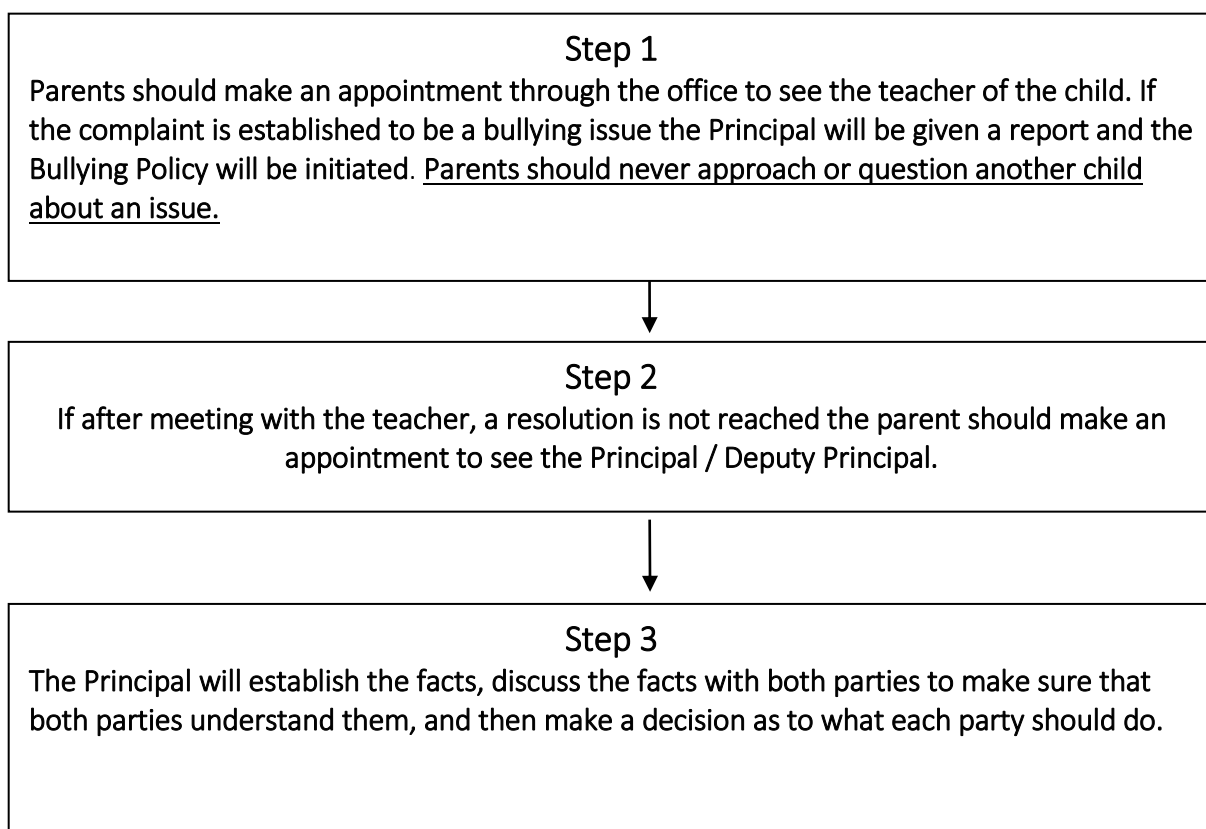 Step 1
Parents should make an appointment through the office to see the teacher of the child. If
the complaint is established to be a bullying issue the Principal will be given a report and the
Bullying Policy will be initiated. Parents should never approach or question another child
about an issue.
Step 2
If after meeting with the teacher, a resolution is not reached the parent should make an
appointment to see the Principal / Deputy Principal.
Step 3
The Principal will establish the facts, discuss the facts with both parties to make sure that
both parties understand them, and then make a decision as to what each party should do.